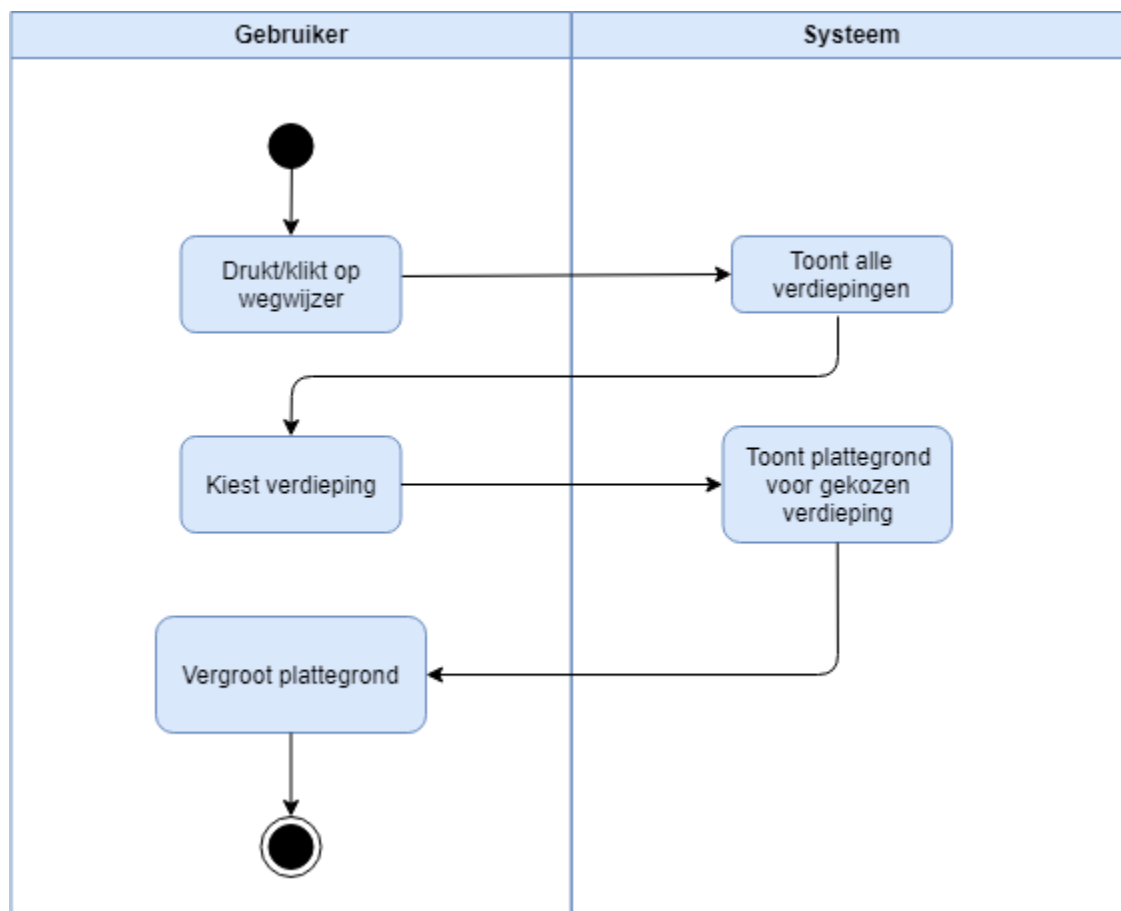 Gebruiker
Systeem
Drukt/klikt op
wegwijzer
Toont alle
verdiepingen
Kiest verdieping
Toont plattegrond
voor gekozen
verdieping
Vergroot plattegrond